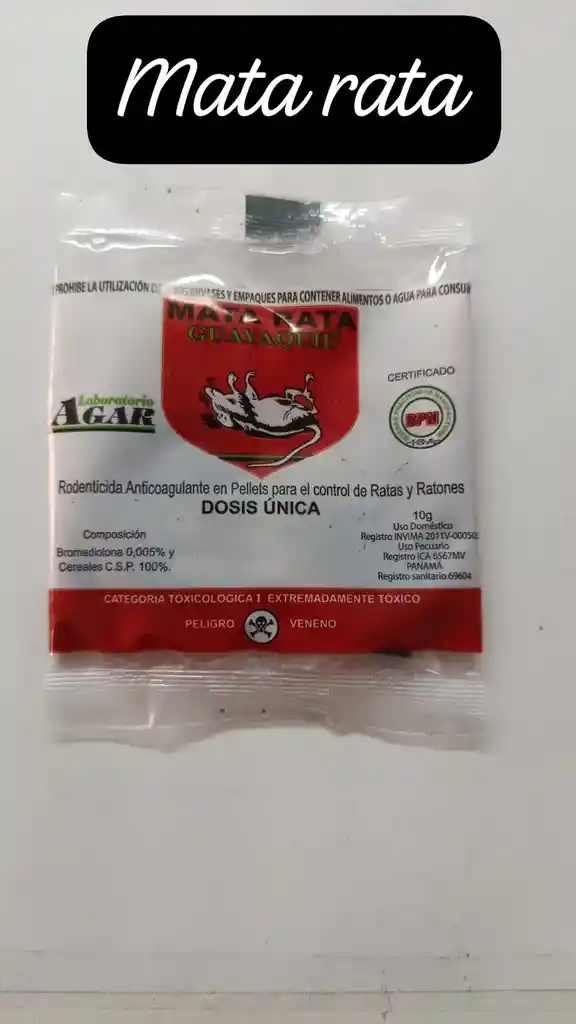 Mata rata
PROHIBE LA UTILIZACIÓN DE ENVASES Y EMPAQUES PARA CONTENER ALIMENTOS O AGUA PARA
MATA RATA
GUAYAQUIL
Laboratorio
AGAR
CERTIFICADO
BPM
Rodenticida Anticoagulante en Pellets para el control de Ratas y Ratones
DOSIS ÚNICA
Composición
Bromadiolona 0,005% y
Cereales C.S.P. 100%.
10g
Uso Doméstico
Registro INVIMA 2011V-00050
Uso Pecuario
Registro ICA 6567MV
PANAMÁ
Registro sanitario 69604
CATEGORIA TOXICOLOGICA I EXTREMADAMENTE TOXICO
PELIGRO VENENO